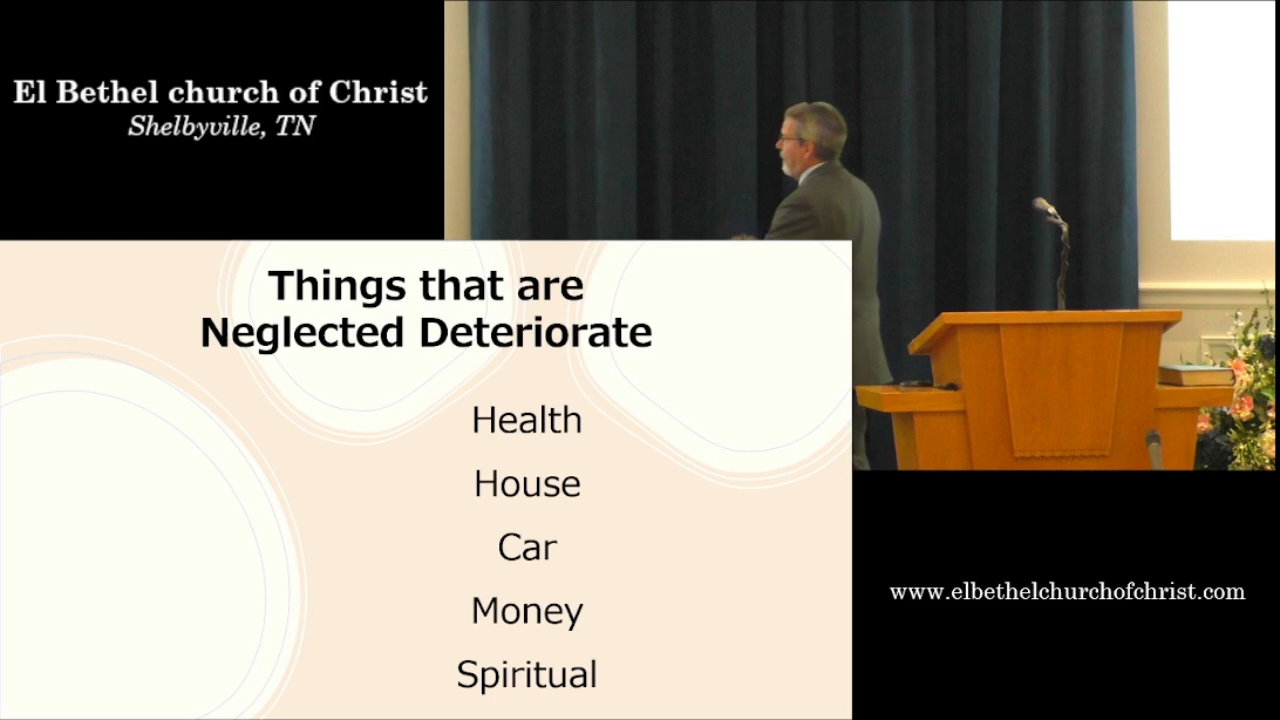 El Bethel church of Christ
Shelbyville, TN
Things that are
Neglected Deteriorate
Health
House
Car
Money
Spiritual
www.elbethelchurchofchrist.com